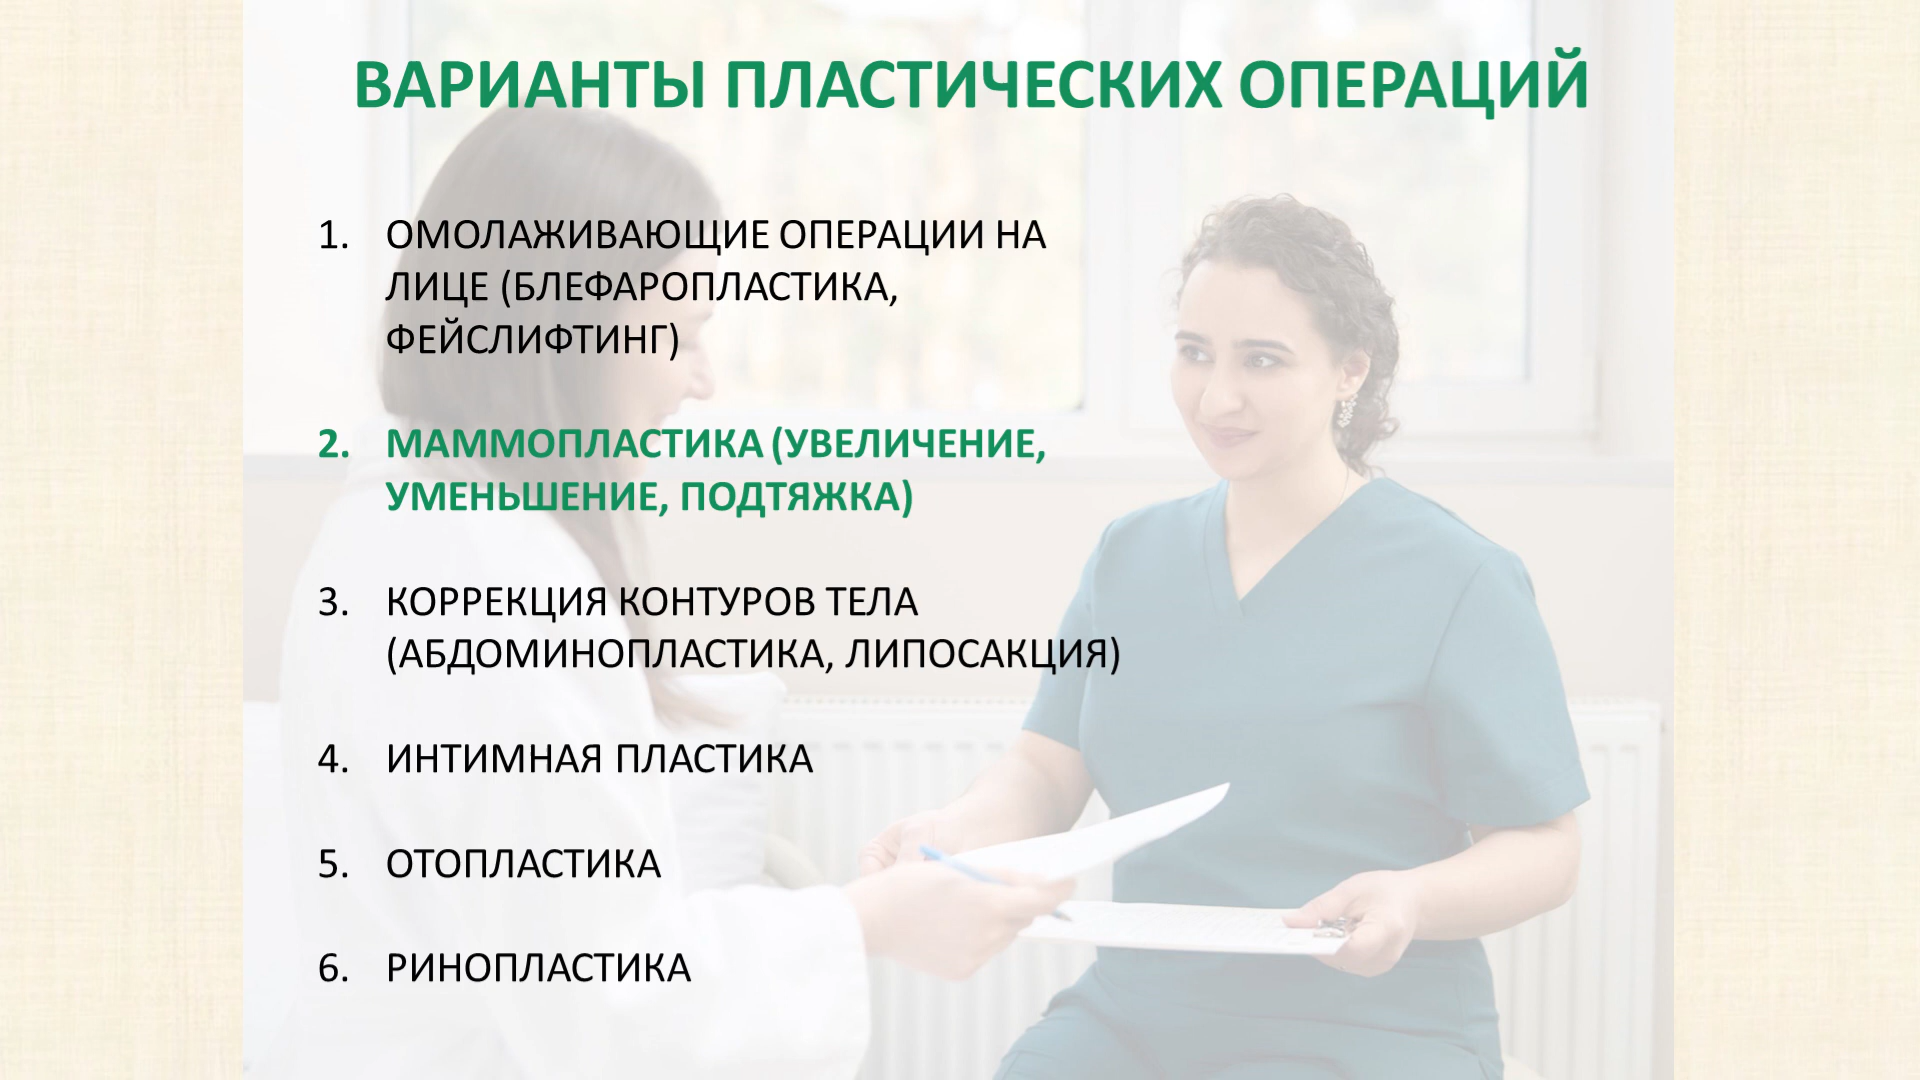 ВАРИАНТЫ ПЛАСТИЧЕСКИХ ОПЕРАЦИЙ
1. ОМОЛАЖИВАЮЩИЕ ОПЕРАЦИИ НА
ЛИЦЕ (БЛЕФАРОПЛАСТИКА,
ФЕЙСЛИФТИНГ)
2. МАММОПЛАСТИКА (УВЕЛИЧЕНИЕ,
УМЕНЬШЕНИЕ, ПОДТЯЖКА)
3. КОРРЕКЦИЯ КОНТУРОВ ТЕЛА
(АБДОМИНОПЛАСТИКА, ЛИПОСАКЦИЯ)
4. ИНТИМНАЯ ПЛАСТИКА
5. ОТОПЛАСТИКА
6. РИНОПЛАСТИКА